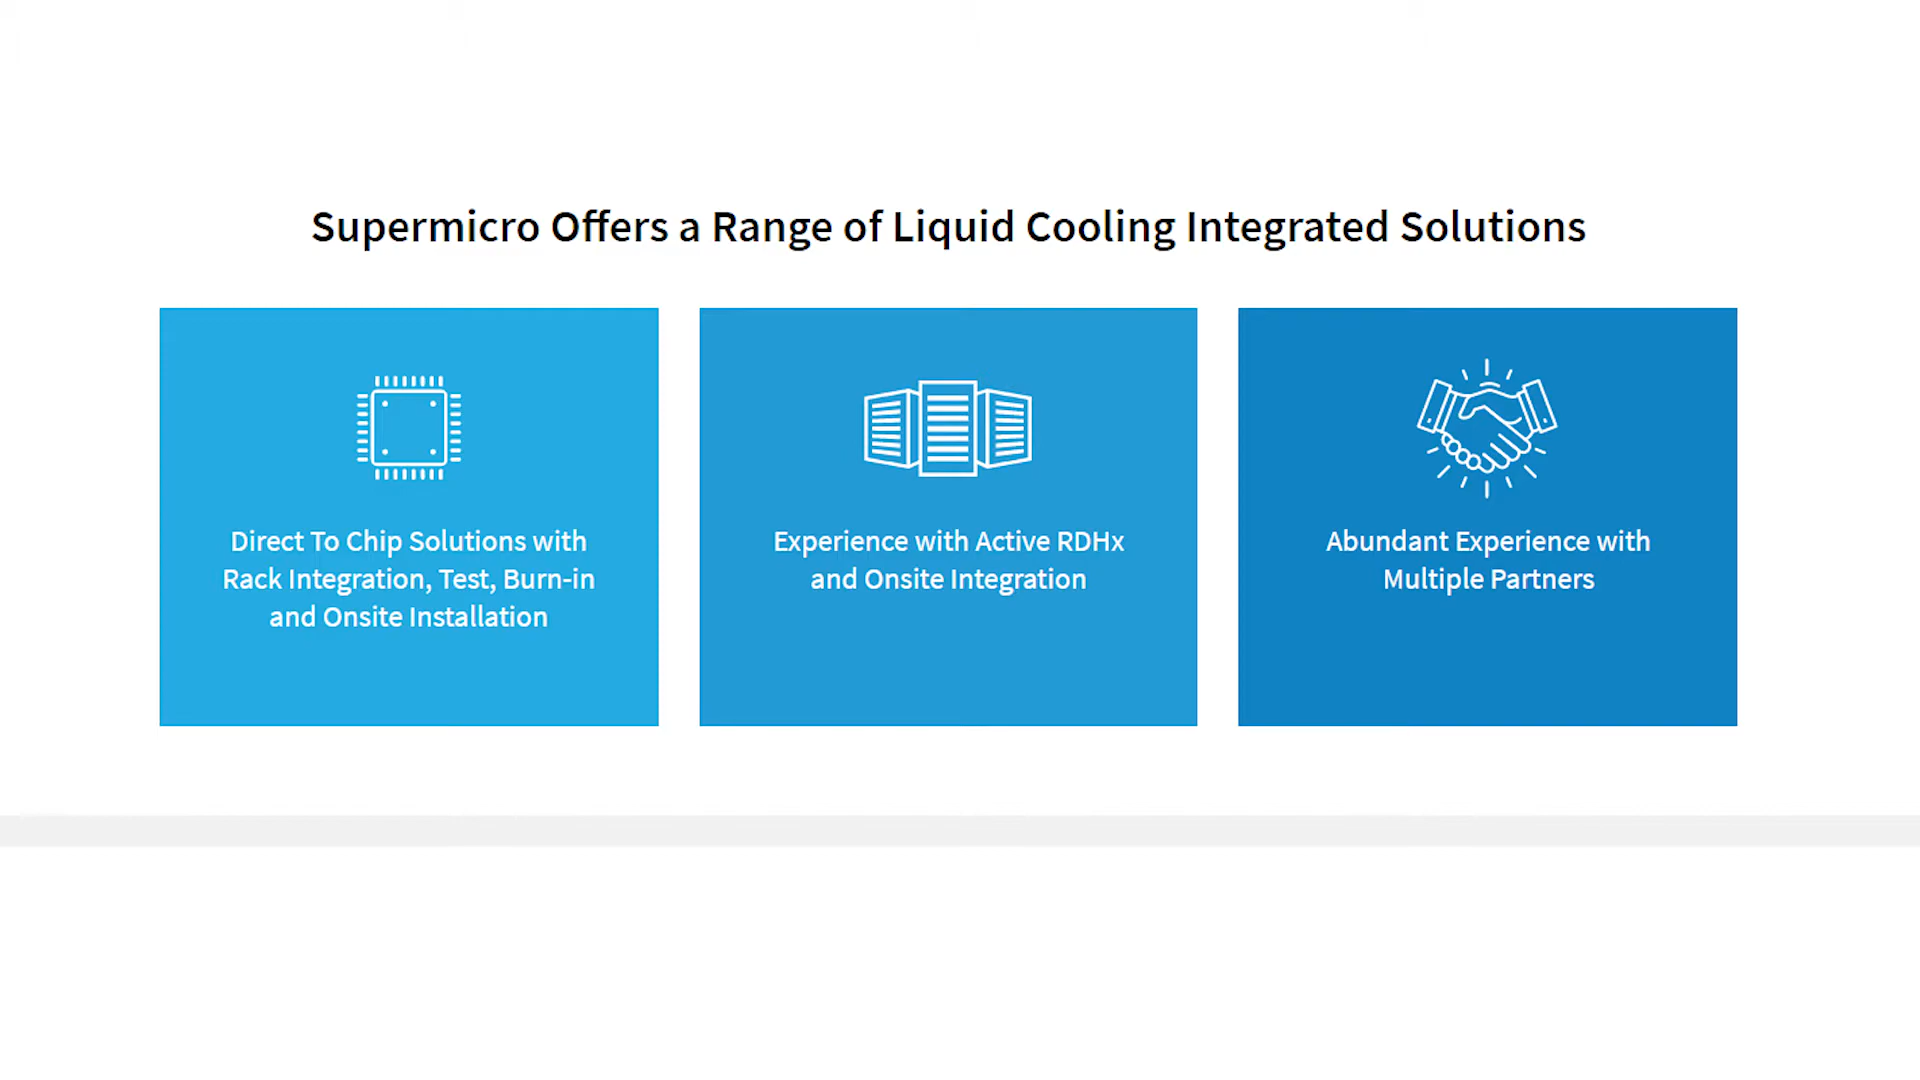 Supermicro Offers a Range of Liquid Cooling Integrated Solutions
Direct To Chip Solutions with
Rack Integration, Test, Burn-in
and Onsite Installation
Experience with Active RDHx
and Onsite Integration
Abundant Experience with
Multiple Partners